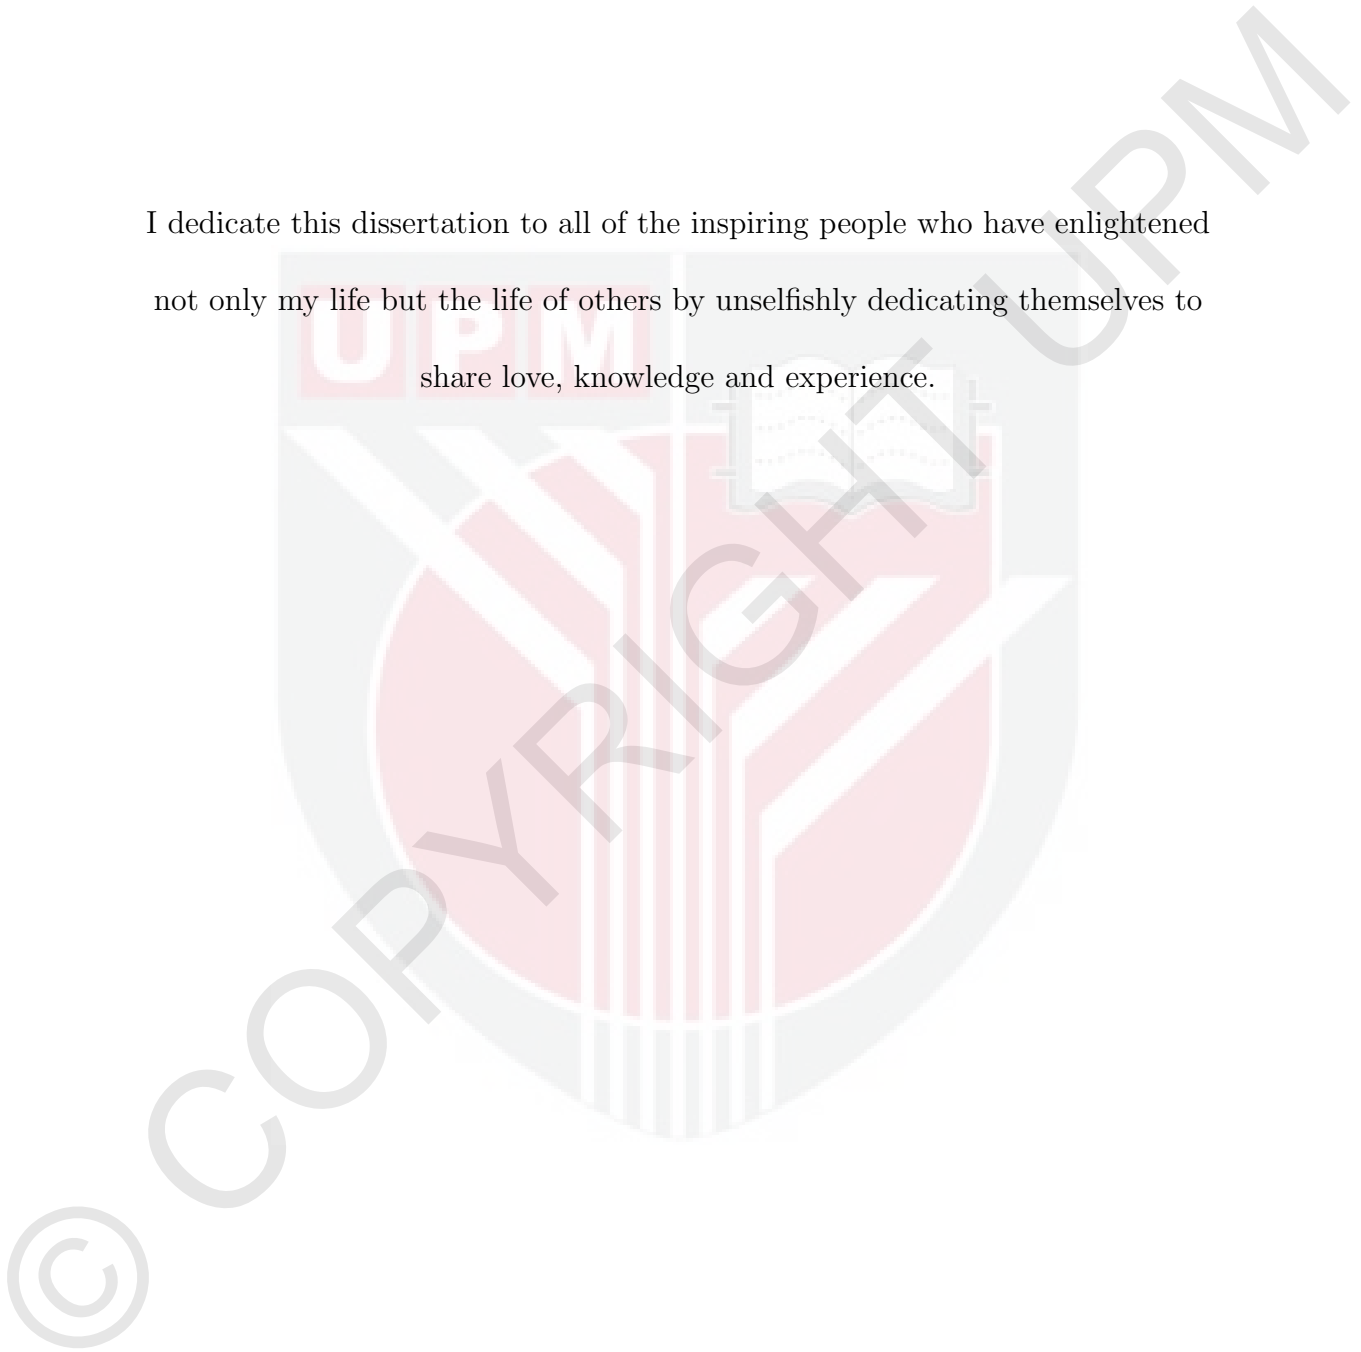 I dedicate this dissertation to all of the inspiring people who have enlightened
not only my life but the life of others by unselfishly dedicating themselves to
share love, knowledge and experience.
UPM
© COPYRIGHT UPM